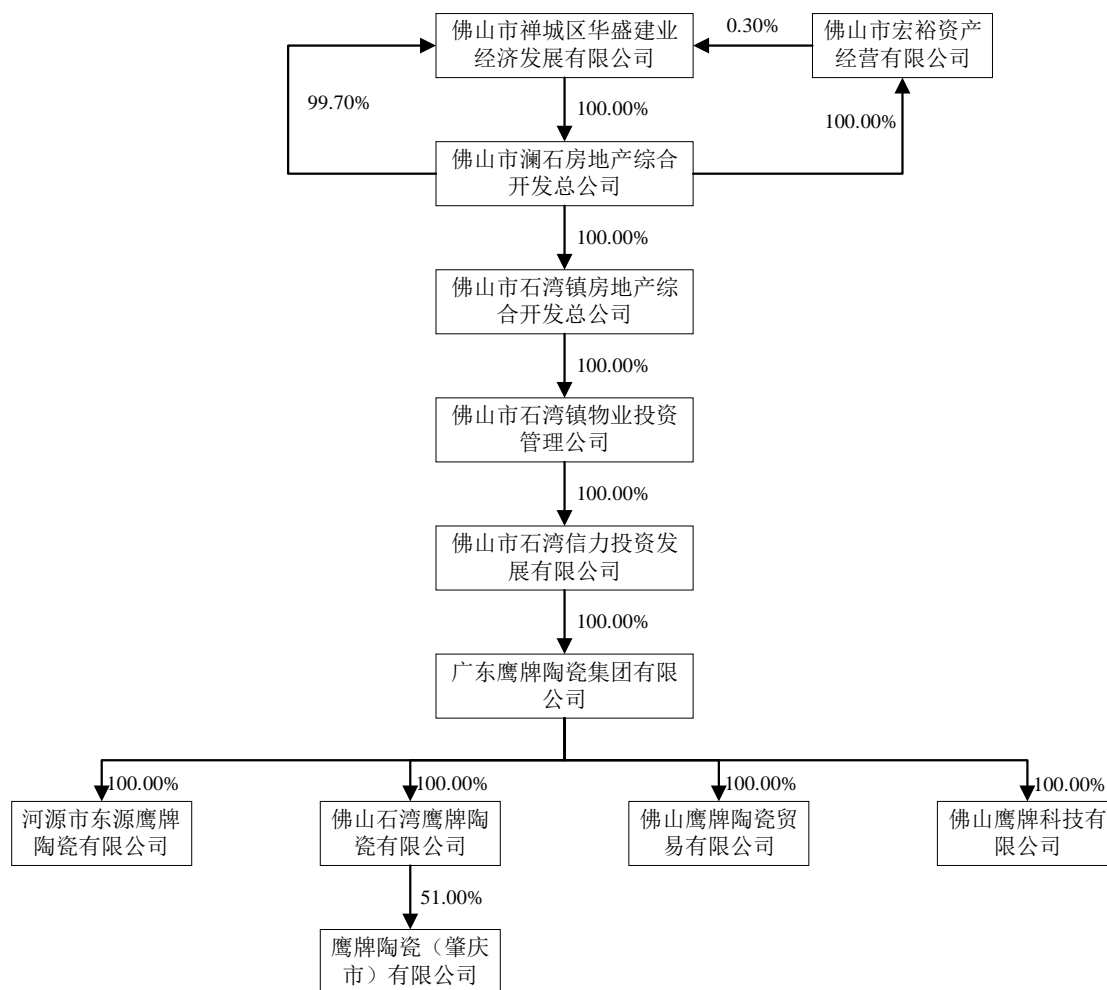 佛山市禅城区华盛建业
经济发展有限公司
0.30%
佛山市宏裕资产
经营有限公司
99.70%
100.00%
100.00%
佛山市澜石房地产综合
开发总公司
100.00%
佛山市石湾镇房地产综
合开发总公司
100.00%
佛山市石湾镇物业投资
管理公司
100.00%
佛山市石湾信力投资发
展有限公司
100.00%
广东鹰牌陶瓷集团有限
公司
100.00%
100.00%
100.00%
100.00%
河源市东源鹰牌
陶瓷有限公司
佛山石湾鹰牌陶
瓷有限公司
佛山鹰牌陶瓷贸
易有限公司
佛山鹰牌科技有
限公司
51.00%
鹰牌陶瓷（肇庆
市）有限公司